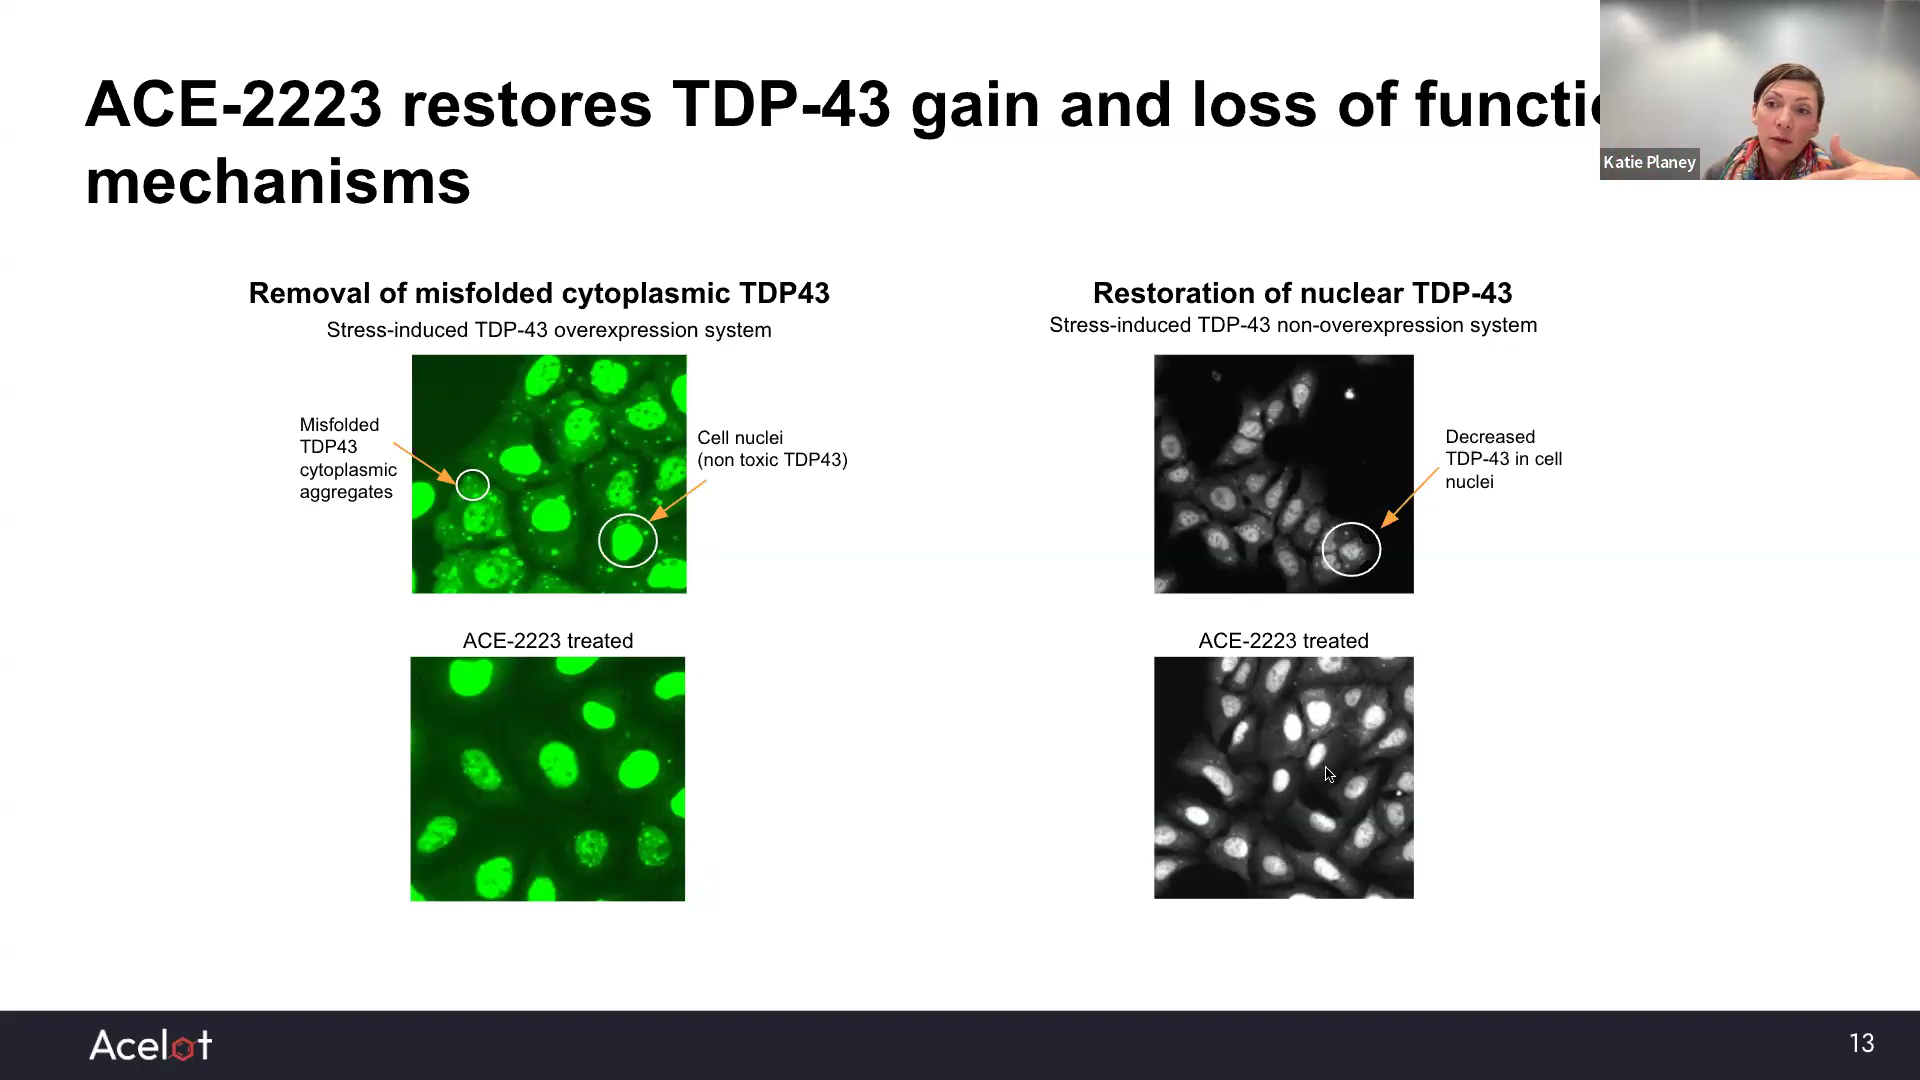 ACE-2223 restores TDP-43 gain and loss of functi
mechanisms
Katie Planey
Removal of misfolded cytoplasmic TDP43
Stress-induced TDP-43 overexpression system
Misfolded
TDP43
cytoplasmic
aggregates
Cell nuclei
(non toxic TDP43)
ACE-2223 treated
Restoration of nuclear TDP-43
Stress-induced TDP-43 non-overexpression system
Decreased
TDP-43 in cell
nuclei
ACE-2223 treated
Acelot
13